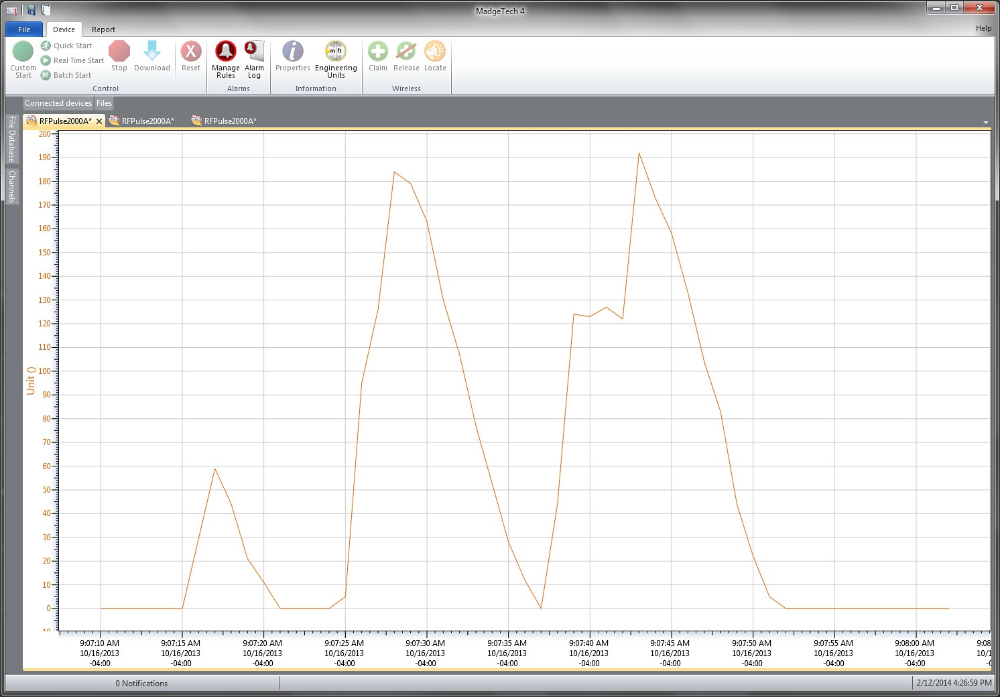 MadgeTech 4
File Device Report Help
Custom Start
Quick Start
Real Time Start
Batch Start
Stop
Download
Reset
Manage Rules
Alarm Log
Properties
Engineering Units
Claim
Release
Locate
Control Alarms Information Wireless
Connected devices Files
File Database
Channels
RFPulse2000A* RFPulse2000A* RFPulse2000A*
200
190
180
170
160
150
140
130
120
110
100
90
80
70
60
50
40
30
20
10
0
Unit ()
9:07:10 AM 9:07:15 AM 9:07:20 AM 9:07:25 AM 9:07:30 AM 9:07:35 AM 9:07:40 AM 9:07:45 AM 9:07:50 AM 9:07:55 AM 9:08:00 AM 9:08
10/16/2013 10/16/2013 10/16/2013 10/16/2013 10/16/2013 10/16/2013 10/16/2013 10/16/2013 10/16/2013 10/16/2013 10/16/2013 10/1
-04:00 -04:00 -04:00 -04:00 -04:00 -04:00 -04:00 -04:00 -04:00 -04:00 -04:00
0 Notifications 2/12/2014 4:26:59 PM